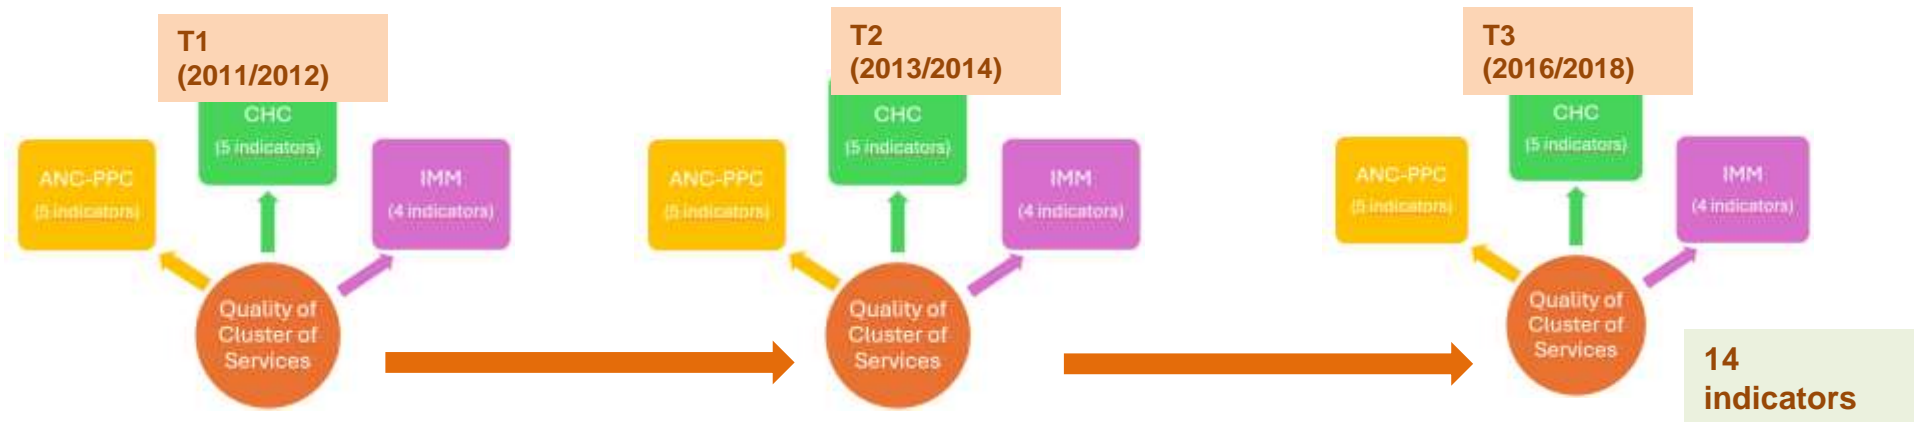 T1
(2011/2012)
CHC
(5 indicators)
ANC-PPC
(5 indicators)
IMM
(4 indicators)
Quality of
Cluster of
Services
T2
(2013/2014)
CHC
(5 indicators)
ANC-PPC
(5 indicators)
IMM
(4 indicators)
Quality of
Cluster of
Services
T3
(2016/2018)
CHC
(5 indicators)
ANC-PPC
(5 indicators)
IMM
(4 indicators)
Quality of
Cluster of
Services
14
indicators